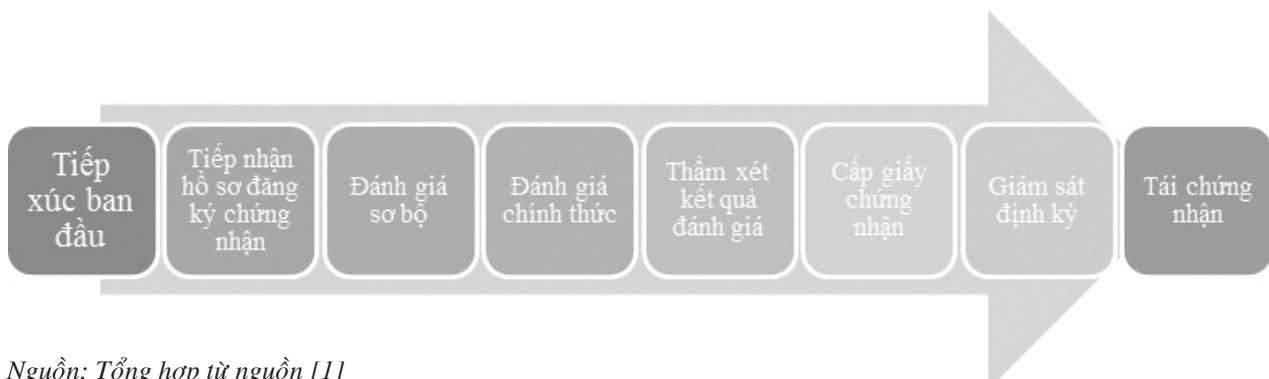 Tiếp
xúc ban
đầu
Tiếp nhận
hồ sơ đăng
ký chứng
nhận
Đánh giá
sơ bộ
Đánh giá
chính thức
Thẩm xét
kết quả
đánh giá
Cấp giấy
chứng
nhận
Giám sát
định kỳ
Tái chứng
nhận
Nguồn: Tổng hợp từ nguồn [1]